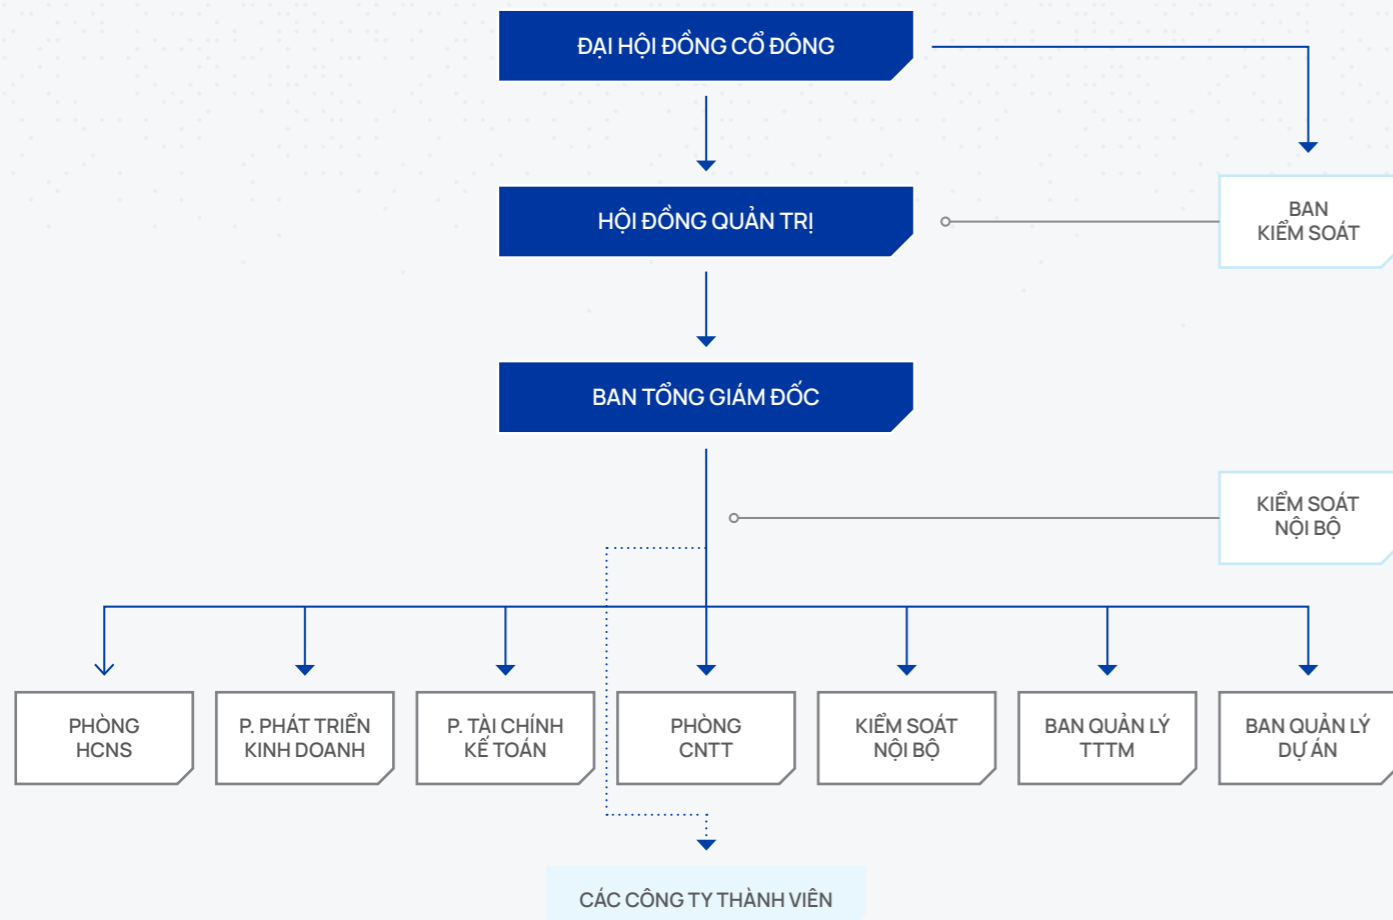 ĐẠI HỘI ĐỒNG CỔ ĐÔNG
HỘI ĐỒNG QUẢN TRỊ
BAN
KIỂM SOÁT
BAN TỔNG GIÁM ĐỐC
KIỂM SOÁT
NỘI BỘ
PHÒNG
HCNS
P. PHÁT TRIỂN
KINH DOANH
P. TÀI CHÍNH
KẾ TOÁN
PHÒNG
CNTT
KIỂM SOÁT
NỘI BỘ
BAN QUẢN LÝ
TTTM
BAN QUẢN LÝ
DỰ ÁN
CÁC CÔNG TY THÀNH VIÊN